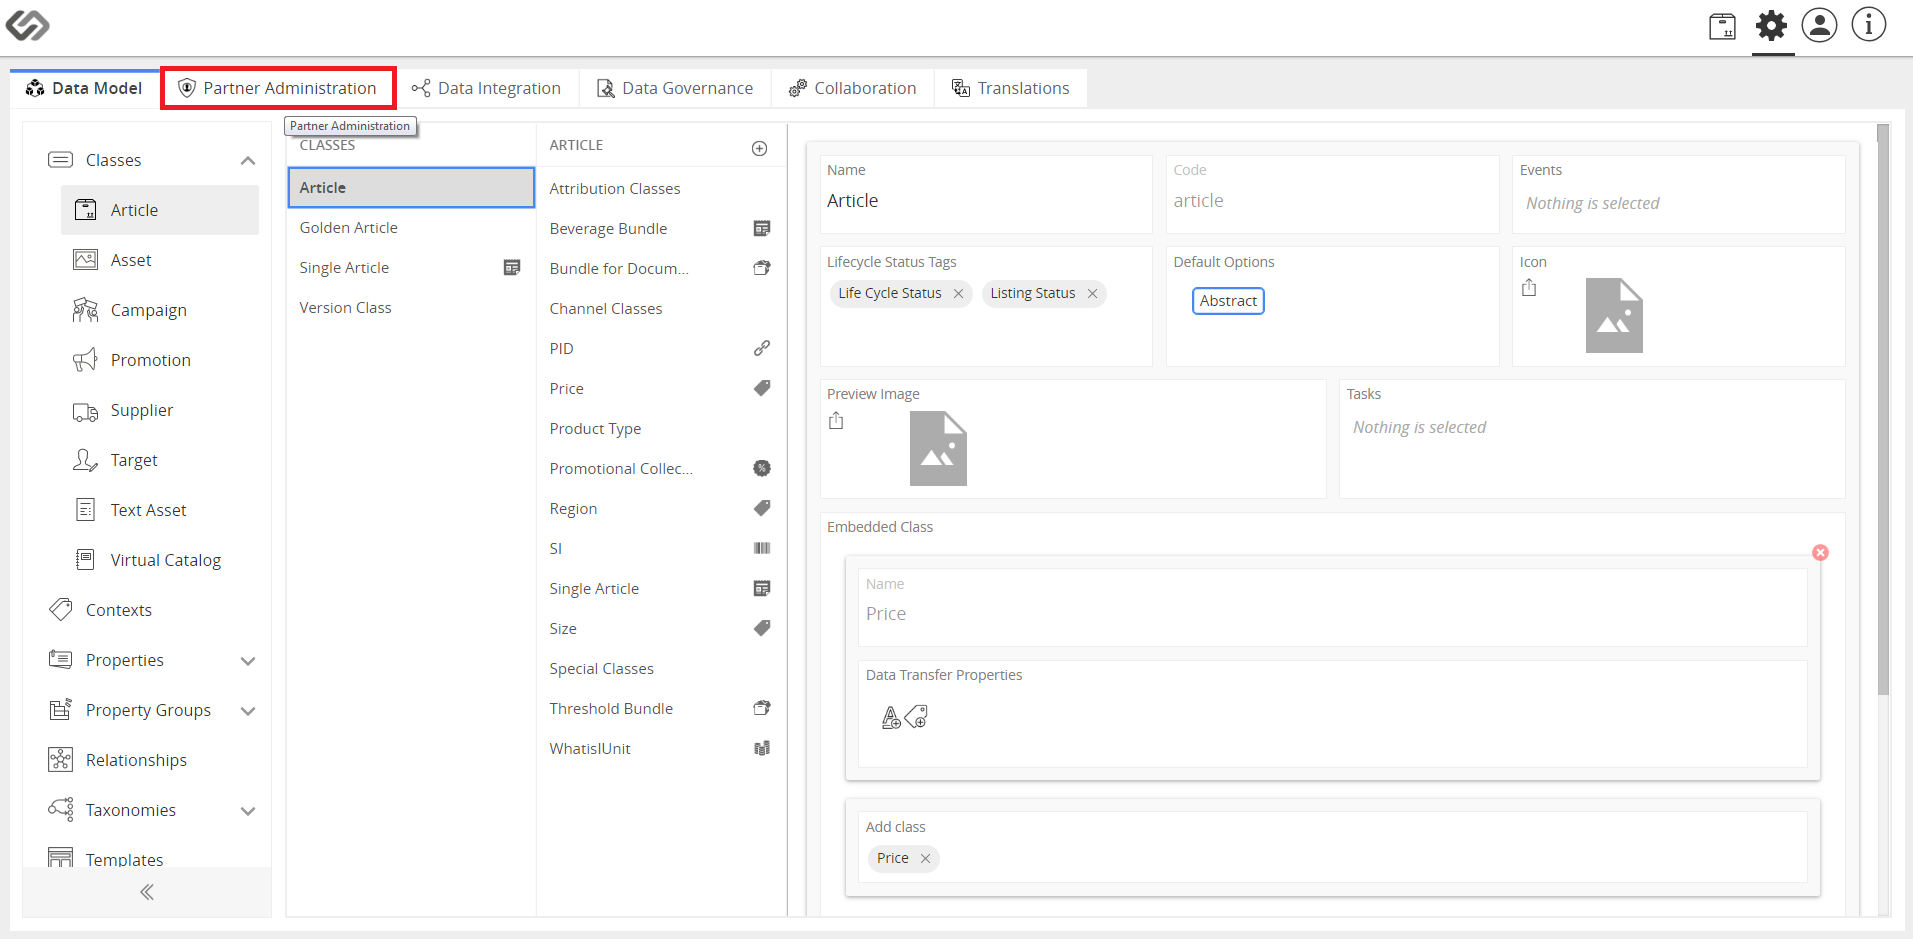 Data Model
Partner Administration
Data Integration
Data Governance
Collaboration
Translations
Partner Administration
Classes
Article
Asset
Campaign
Promotion
Supplier
Target
Text Asset
Virtual Catalog
Contexts
Properties
Property Groups
Relationships
Taxonomies
Templates
CLASSES
Article
Golden Article
Single Article
Version Class
ARTICLE
Attribution Classes
Beverage Bundle
Bundle for Docum...
Channel Classes
PID
Price
Product Type
Promotional Collec...
Region
SI
Single Article
Size
Special Classes
Threshold Bundle
WhatisIUnit
Name
Article
Code
article
Events
Nothing is selected
Lifecycle Status Tags
Life Cycle Status
Listing Status
Default Options
Abstract
Icon
Preview Image
Tasks
Nothing is selected
Embedded Class
Name
Price
Data Transfer Properties
Add class
Price